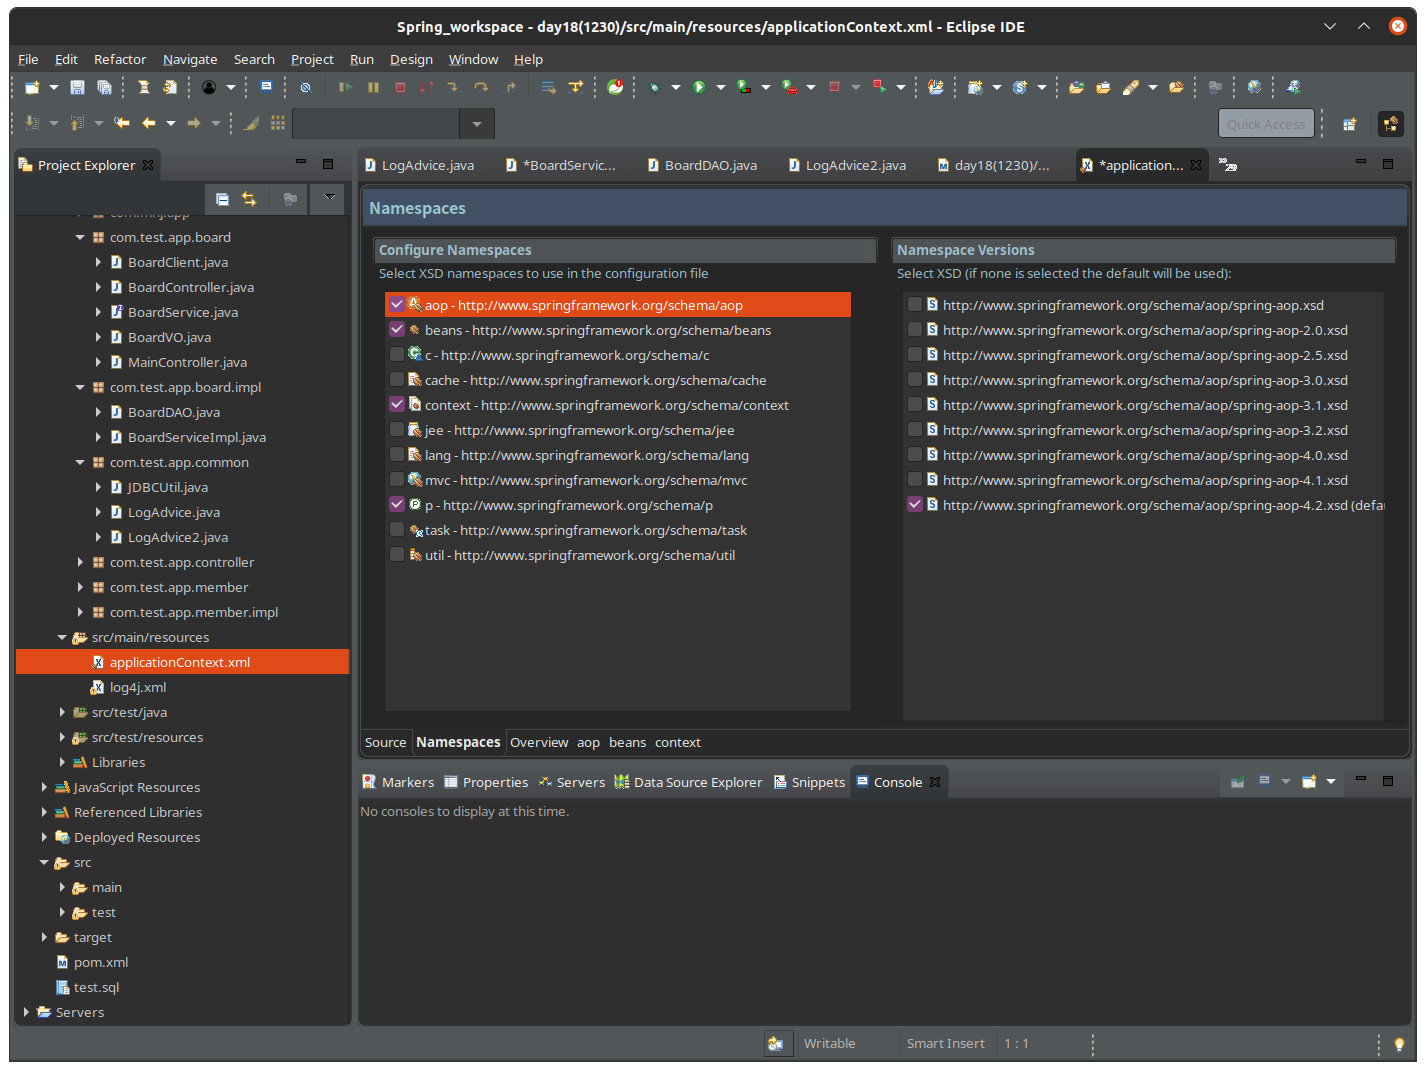 Spring_workspace - day18(1230)/src/main/resources/applicationContext.xml - Eclipse IDE
File Edit Refactor Navigate Search Project Run Design Window Help
Quick Access
Project Explorer
com.test.app.board
BoardClient.java
BoardController.java
BoardService.java
BoardVO.java
MainController.java
com.test.app.board.impl
BoardDAO.java
BoardServiceImpl.java
com.test.app.common
JDBCUtil.java
LogAdvice.java
LogAdvice2.java
com.test.app.controller
com.test.app.member
com.test.app.member.impl
src/main/resources
applicationContext.xml
log4j.xml
src/test/java
src/test/resources
Libraries
JavaScript Resources
Referenced Libraries
Deployed Resources
src
main
test
target
pom.xml
test.sql
Servers
LogAdvice.java *BoardServic... BoardDAO.java LogAdvice2.java day18(1230)/... *application...
Namespaces
Configure Namespaces
Select XSD namespaces to use in the configuration file
aop - http://www.springframework.org/schema/aop
beans - http://www.springframework.org/schema/beans
c - http://www.springframework.org/schema/c
cache - http://www.springframework.org/schema/cache
context - http://www.springframework.org/schema/context
jee - http://www.springframework.org/schema/jee
lang - http://www.springframework.org/schema/lang
mvc - http://www.springframework.org/schema/mvc
p - http://www.springframework.org/schema/p
task - http://www.springframework.org/schema/task
util - http://www.springframework.org/schema/util
Namespace Versions
Select XSD (if none is selected the default will be used):
http://www.springframework.org/schema/aop/spring-aop.xsd
http://www.springframework.org/schema/aop/spring-aop-2.0.xsd
http://www.springframework.org/schema/aop/spring-aop-2.5.xsd
http://www.springframework.org/schema/aop/spring-aop-3.0.xsd
http://www.springframework.org/schema/aop/spring-aop-3.1.xsd
http://www.springframework.org/schema/aop/spring-aop-3.2.xsd
http://www.springframework.org/schema/aop/spring-aop-4.0.xsd
http://www.springframework.org/schema/aop/spring-aop-4.1.xsd
http://www.springframework.org/schema/aop/spring-aop-4.2.xsd (defau
Source Namespaces Overview aop beans context
Markers Properties Servers Data Source Explorer Snippets Console
No consoles to display at this time.
Writable Smart Insert 1 : 1